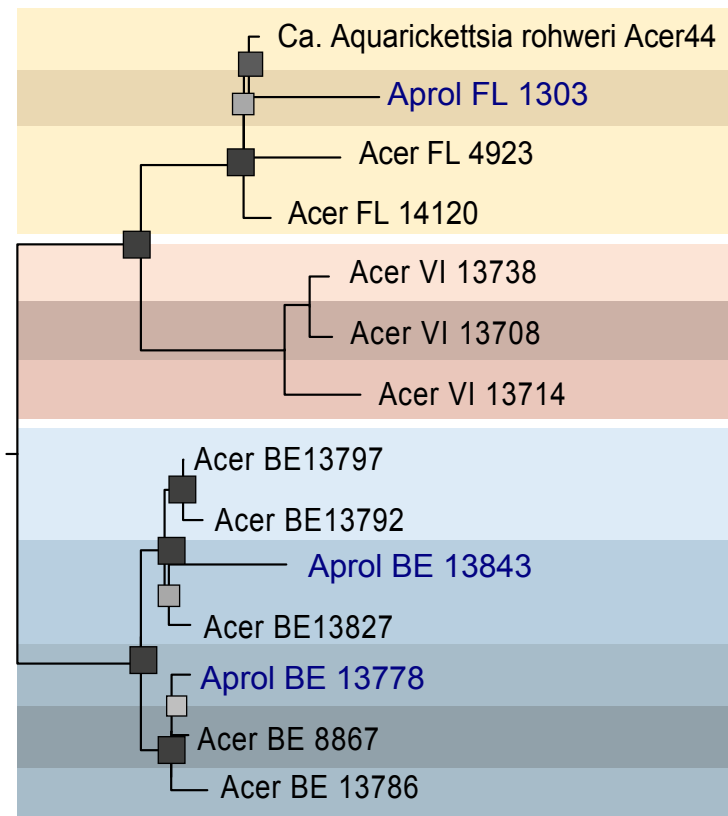 Ca. Aquarickettsia rohweri Acer44
Aprol FL 1303
Acer FL 4923
Acer FL 14120
Acer VI 13738
Acer VI 13708
Acer VI 13714
Acer BE13797
Acer BE13792
Aprol BE 13843
Acer BE13827
Aprol BE 13778
Acer BE 8867
Acer BE 13786